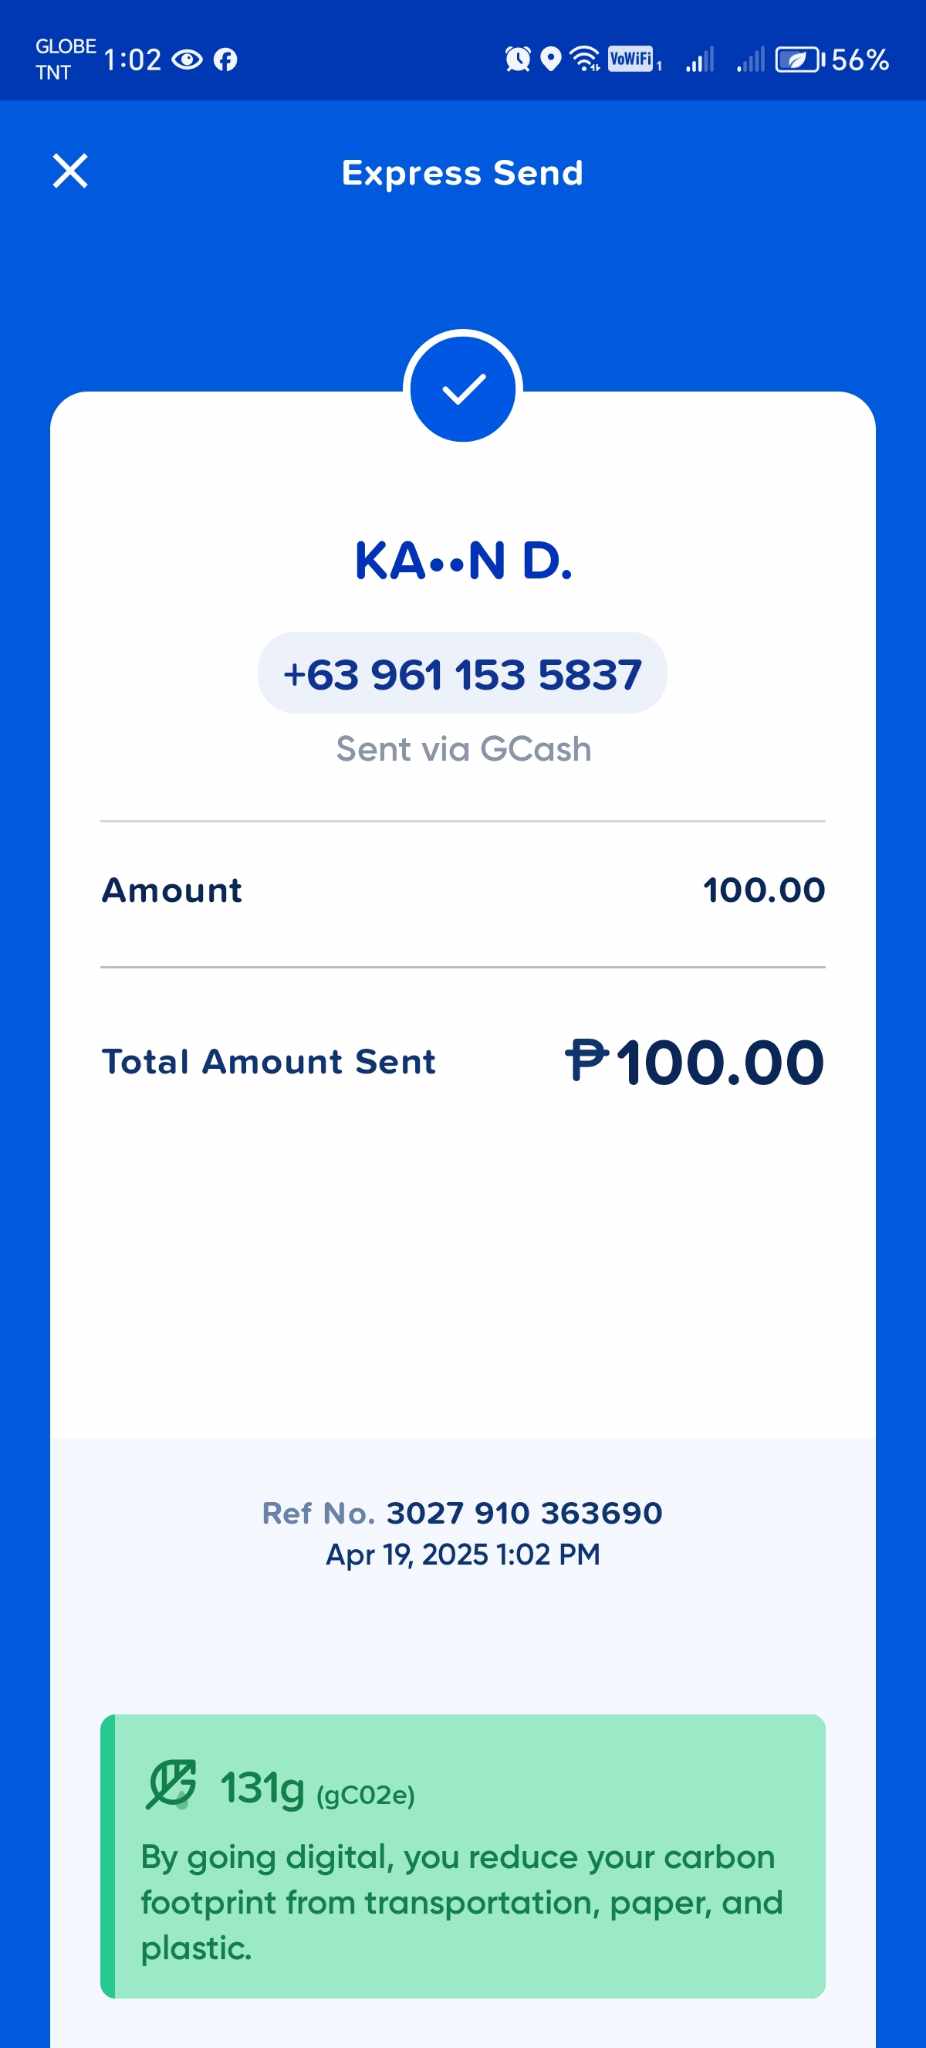 GLOBE
TNT
1:02
VoWiFi 1
56%
Express Send
KA••N D.
+63 961 153 5837
Sent via GCash
Amount 100.00
Total Amount Sent ₱100.00
Ref No. 3027 910 363690
Apr 19, 2025 1:02 PM
131g (gC02e)
By going digital, you reduce your carbon
footprint from transportation, paper, and
plastic.